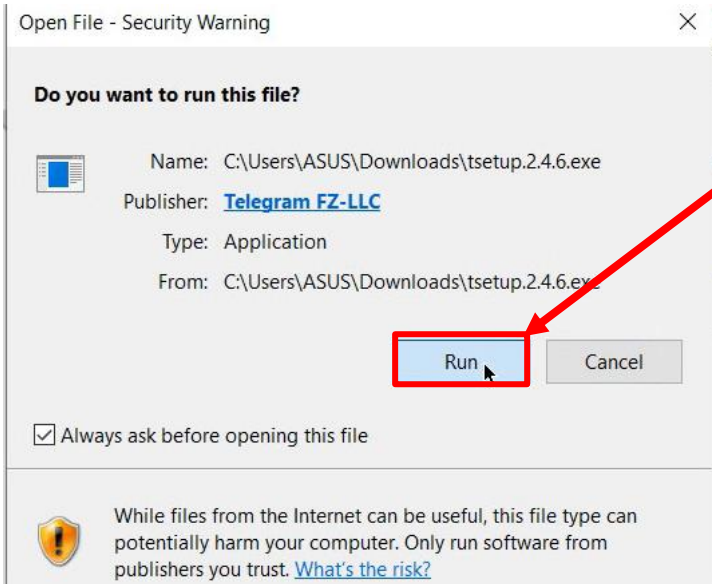 Open File - Security Warning
Do you want to run this file?
Name: C:\Users\ASUS\Downloads\tsetup.2.4.6.exe
Publisher: Telegram FZ-LLC
Type: Application
From: C:\Users\ASUS\Downloads\tsetup.2.4.6.exe
Run Cancel
Always ask before opening this file
While files from the Internet can be useful, this file type can
potentially harm your computer. Only run software from
publishers you trust. What's the risk?